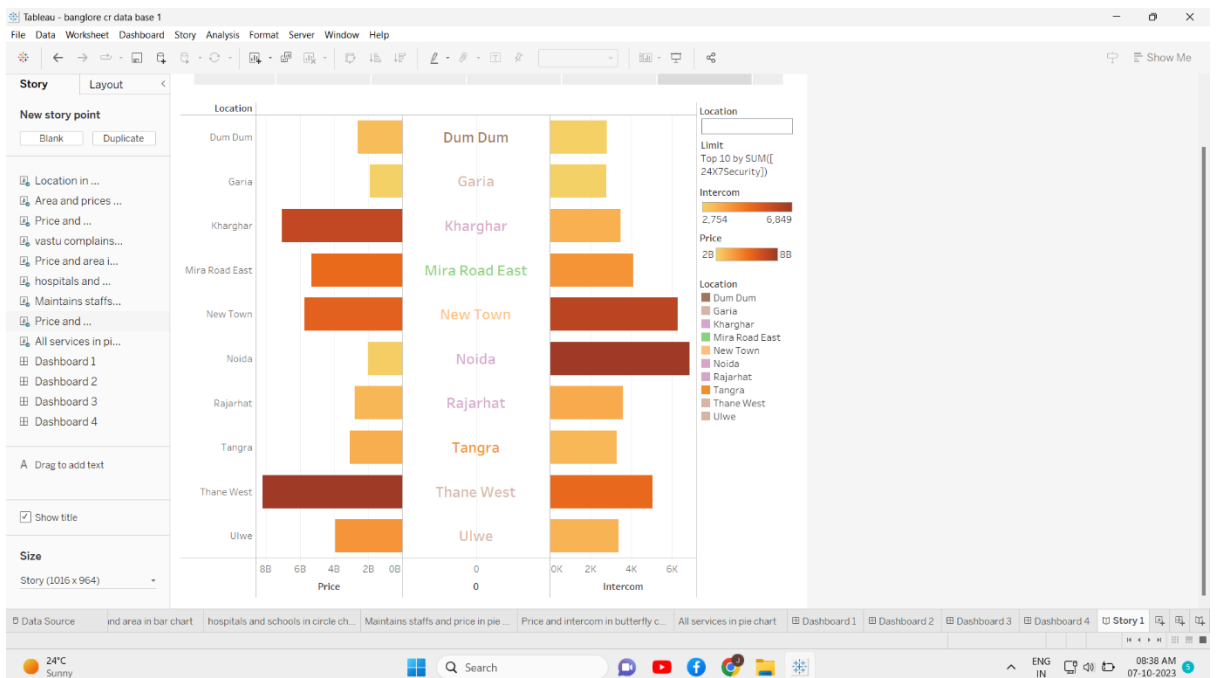 Tableau - banglore cr data base 1
File Data Worksheet Dashboard Story Analysis Format Server Window Help
Show Me
Story Layout
New story point
Blank Duplicate
Location in ...
Area and prices ...
Price and ...
vastu complains...
Price and area i...
hospitals and ...
Maintains staffs...
Price and ...
All services in pi...
Dashboard 1
Dashboard 2
Dashboard 3
Dashboard 4
A Drag to add text
Show title
Size
Story (1016 x 964)
Location
Dum Dum Dum Dum
Garia Garia
Kharghar Kharghar
Mira Road East Mira Road East
New Town New Town
Noida Noida
Rajarhat Rajarhat
Tangra Tangra
Thane West Thane West
Ulwe Ulwe
8B 6B 4B 2B 0B 0 0K 2K 4K 6K
Price 0 Intercom
Location
Limit
Top 10 by SUM([
24X7Security])
Intercom
2,754 6,849
Price
2B 8B
Location
Dum Dum
Garia
Kharghar
Mira Road East
New Town
Noida
Rajarhat
Tangra
Thane West
Ulwe
Data Source nd area in bar chart hospitals and schools in circle ch... Maintains staffs and price in pie ... Price and intercom in butterfly c... All services in pie chart Dashboard 1 Dashboard 2 Dashboard 3 Dashboard 4 Story 1
24°C
Sunny
Search
ENG
IN
08:38 AM
07-10-2023
5